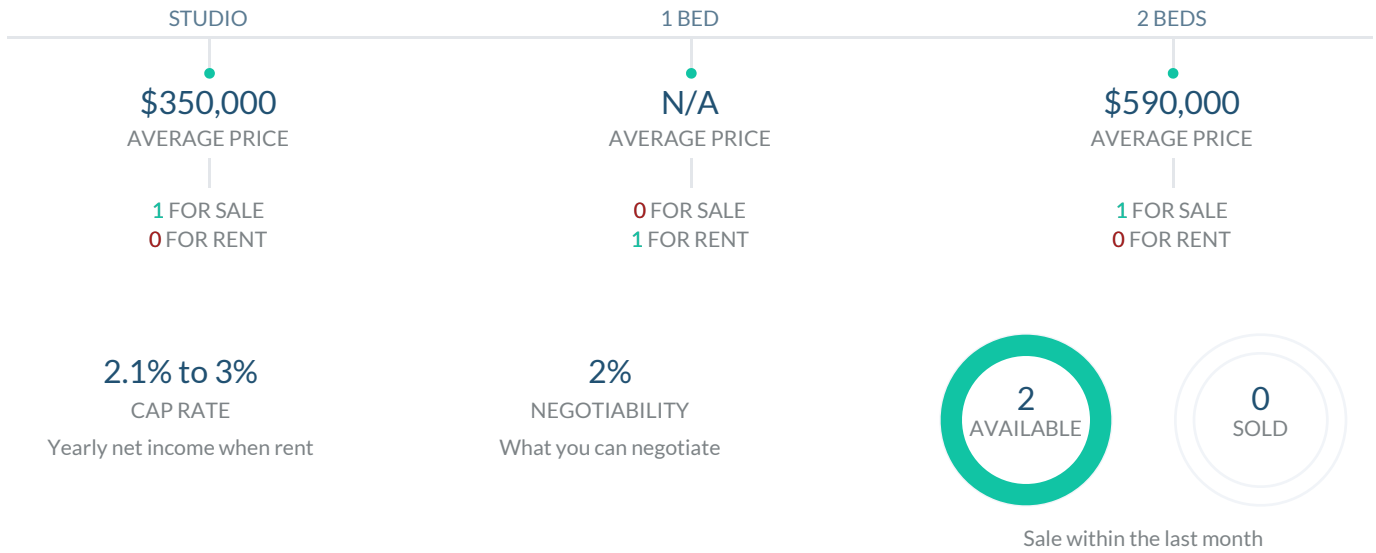 STUDIO
1 BED
2 BEDS
$350,000
AVERAGE PRICE
1 FOR SALE
0 FOR RENT
N/A
AVERAGE PRICE
0 FOR SALE
1 FOR RENT
$590,000
AVERAGE PRICE
1 FOR SALE
0 FOR RENT
2.1% to 3%
CAP RATE
Yearly net income when rent
2%
NEGOTIABILITY
What you can negotiate
2
AVAILABLE
0
SOLD
Sale within the last month